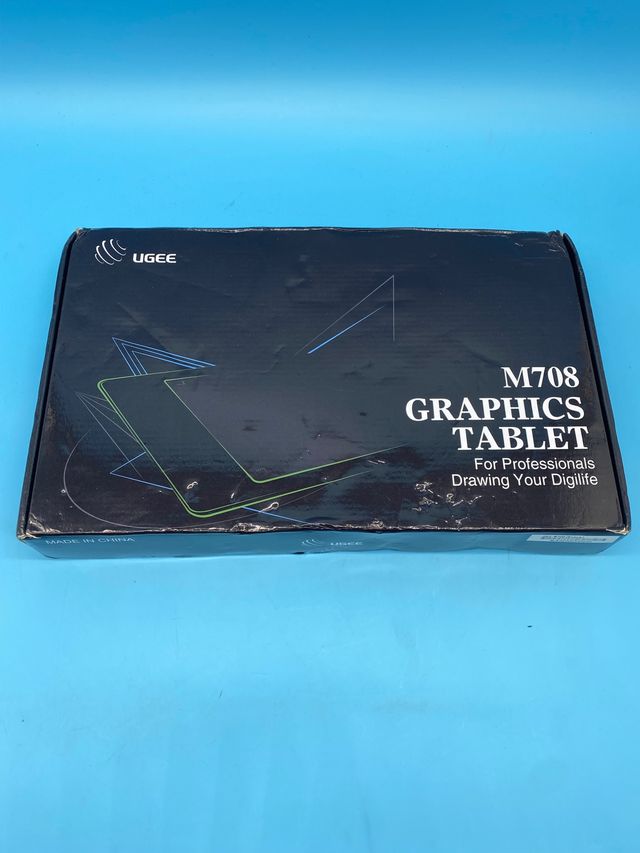 UGEE
M708
GRAPHICS
TABLET
For Professionals
Drawing Your Digilife
MADE IN CHINA
UGEE